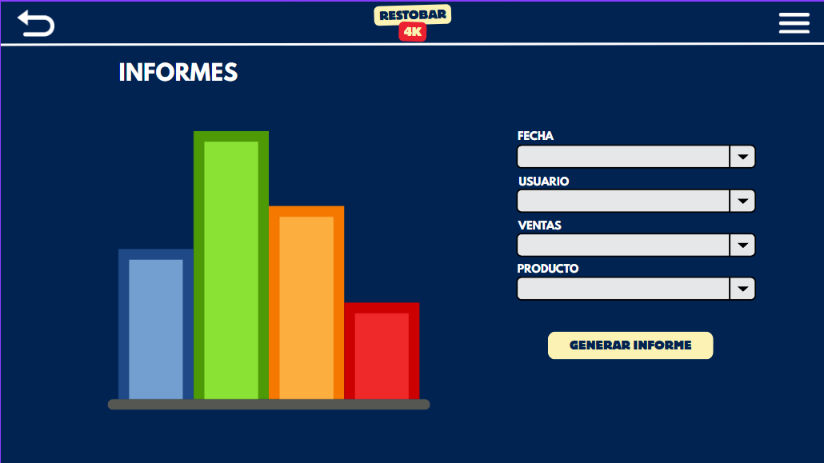 RESTOBAR
4K
INFORMES
FECHA
USUARIO
VENTAS
PRODUCTO
GENERAR INFORME